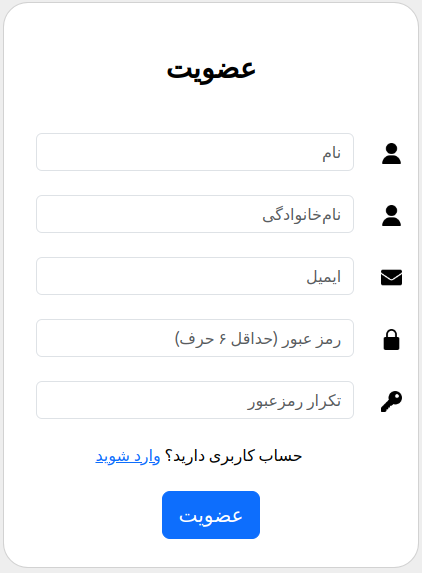 عضویت
نام
نام‌خانوادگی
ایمیل
رمز عبور (حداقل ۶ حرف)
تکرار رمزعبور
حساب کاربری دارید؟ وارد شوید
عضویت